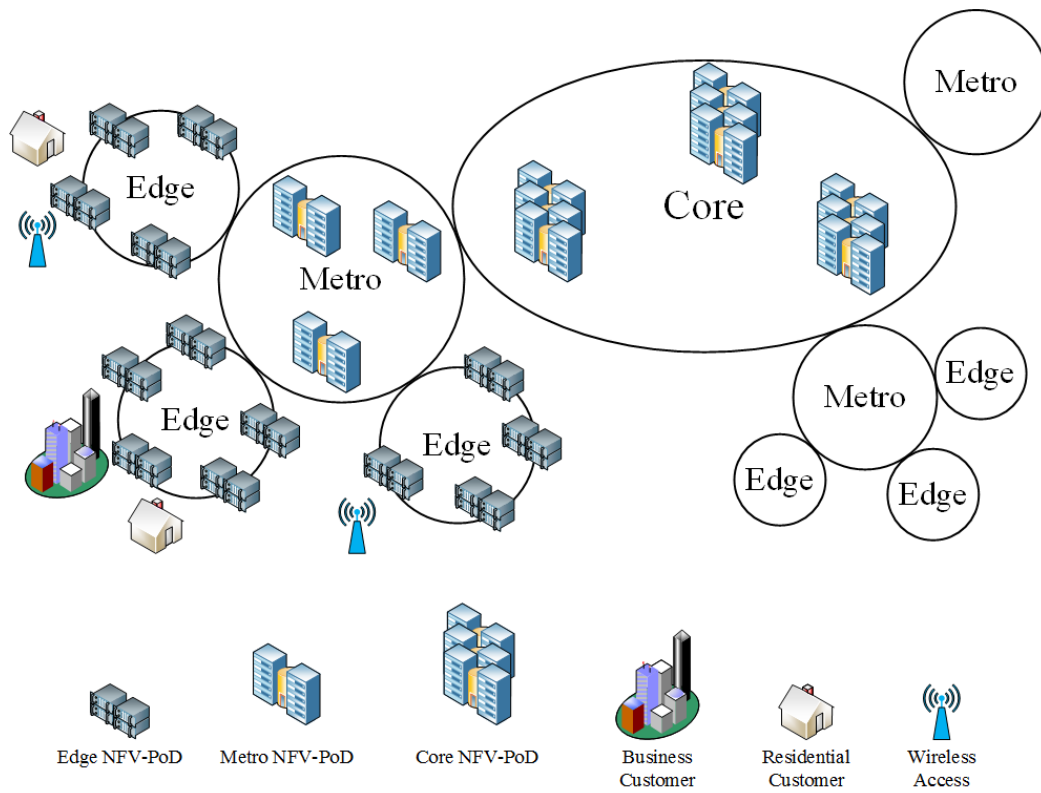 Metro
Edge
Core
Metro
Edge
Edge
Metro
Edge
Edge
Edge
Edge NFV-PoD
Metro NFV-PoD
Core NFV-PoD
Business
Customer
Residential
Customer
Wireless
Access